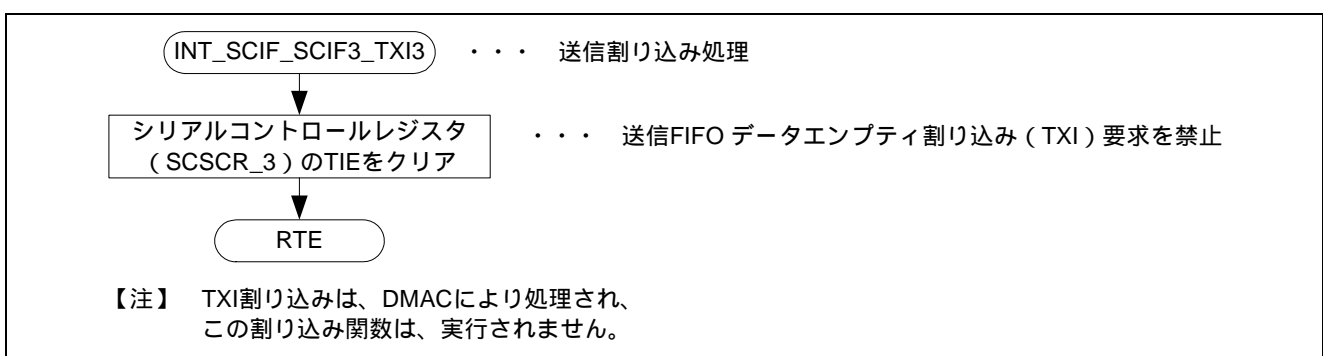 INT_SCIF_SCIF3_TXI3 ・・・ 送信割り込み処理
シリアルコントロールレジスタ
(SCSCR_3)のTIEをクリア
・・・ 送信FIFO データエンプティ割り込み(TXI)要求を禁止
RTE
【注】 TXI割り込みは、DMACにより処理され、
この割り込み関数は、実行されません。